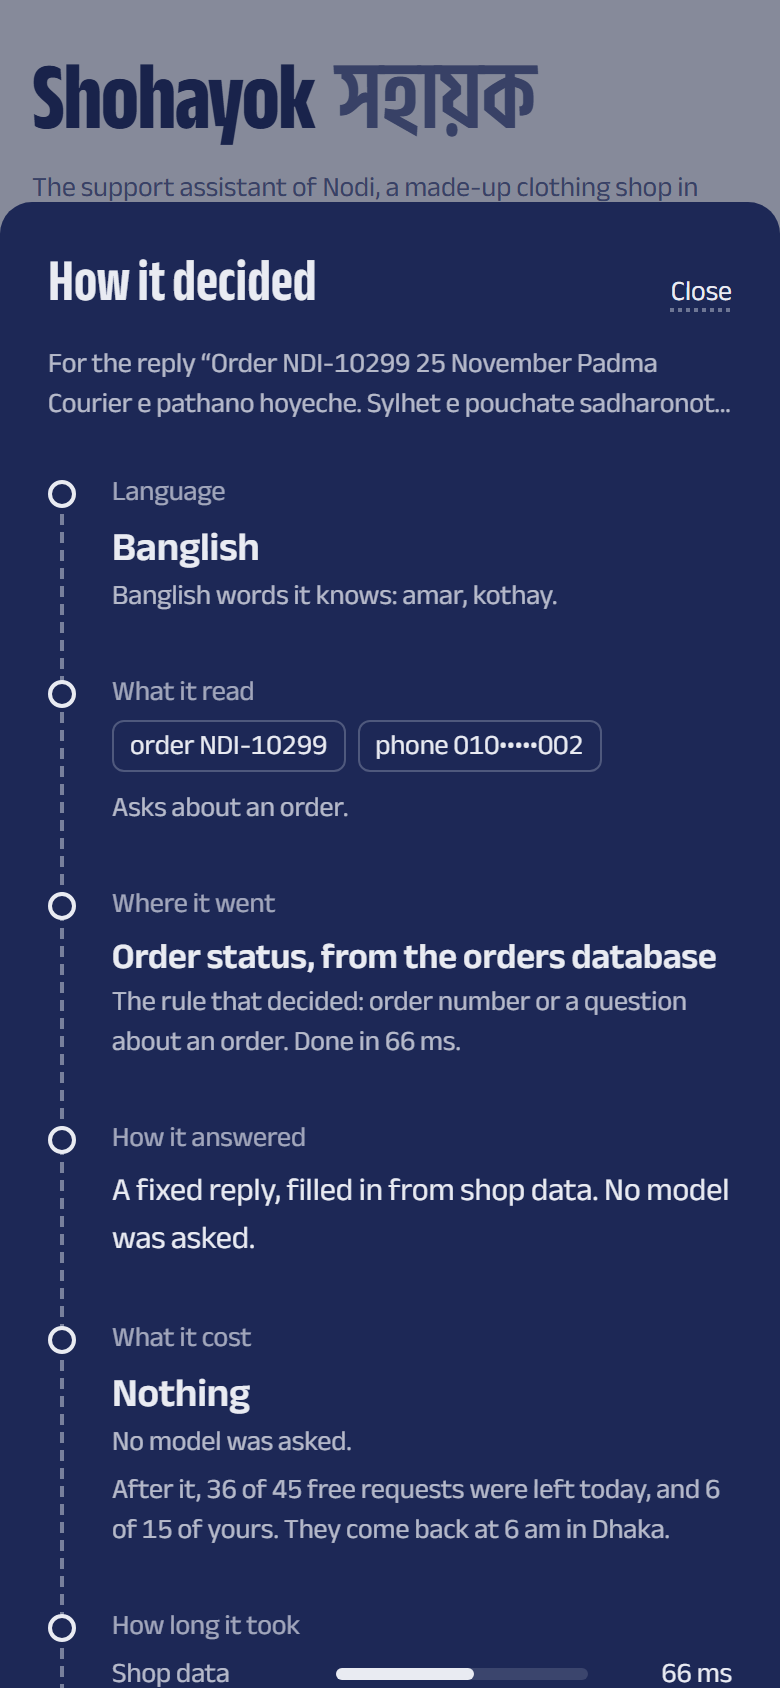 Shohayok সহায়ক
The support assistant of Nodi, a made-up clothing shop in
How it decided
Close
For the reply “Order NDI-10299 25 November Padma
Courier e pathano hoyeche. Sylhet e pouchate sadharonot...
Language
Banglish
Banglish words it knows: amar, kothay.
What it read
order NDI-10299
phone 010•••••002
Asks about an order.
Where it went
Order status, from the orders database
The rule that decided: order number or a question
about an order. Done in 66 ms.
How it answered
A fixed reply, filled in from shop data. No model
was asked.
What it cost
Nothing
No model was asked.
After it, 36 of 45 free requests were left today, and 6
of 15 of yours. They come back at 6 am in Dhaka.
How long it took
Shop data
66 ms